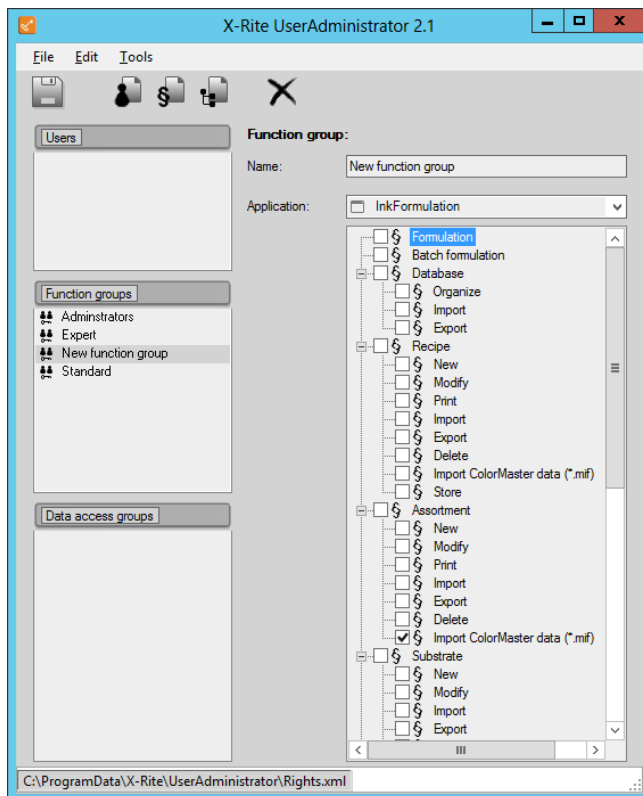 X-Rite UserAdministrator 2.1
File Edit Tools
Users
Function groups
Adminstrators
Expert
New function group
Standard
Data access groups
Function group:
Name: New function group
Application: InkFormulation
§ Formulation
§ Batch formulation
§ Database
§ Organize
§ Import
§ Export
§ Recipe
§ New
§ Modify
§ Print
§ Import
§ Export
§ Delete
§ Import ColorMaster data (*.mif)
§ Store
§ Assortment
§ New
§ Modify
§ Print
§ Import
§ Export
§ Delete
§ Import ColorMaster data (*.mif)
§ Substrate
§ New
§ Modify
§ Import
§ Export
C:\ProgramData\X-Rite\UserAdministrator\Rights.xml